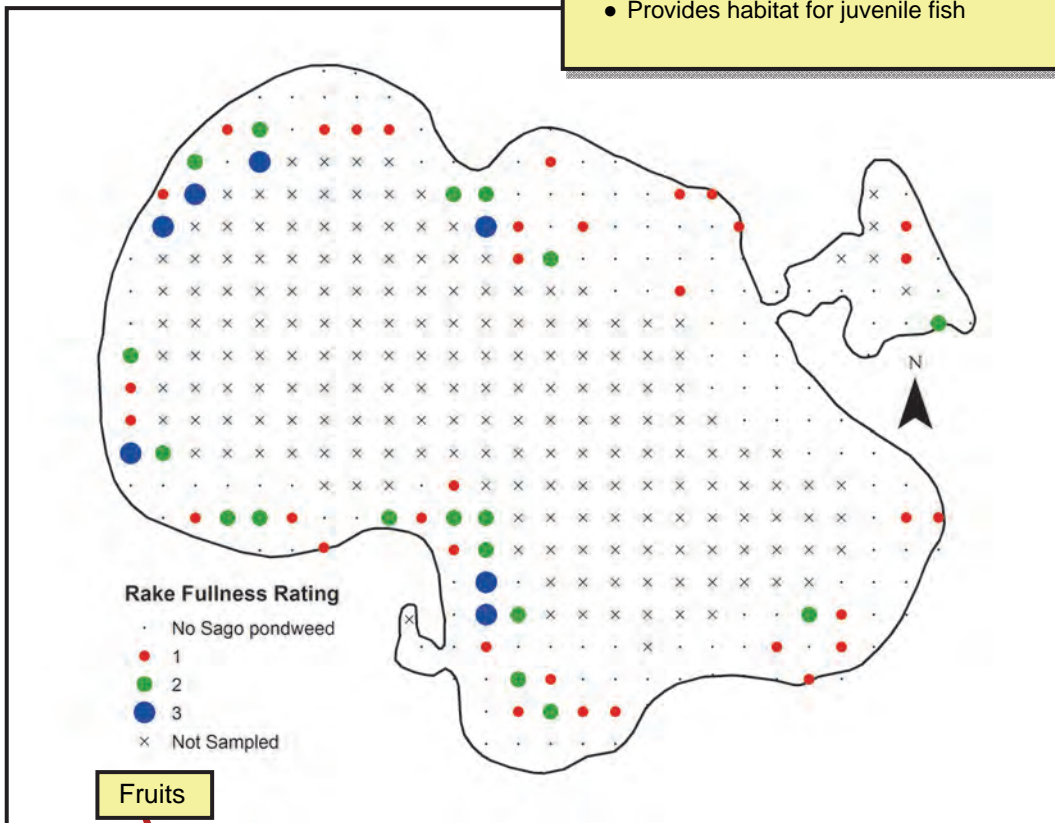 ● Provides habitat for juvenile fish
N
Rake Fullness Rating
No Sago pondweed
1
2
3
× Not Sampled
Fruits